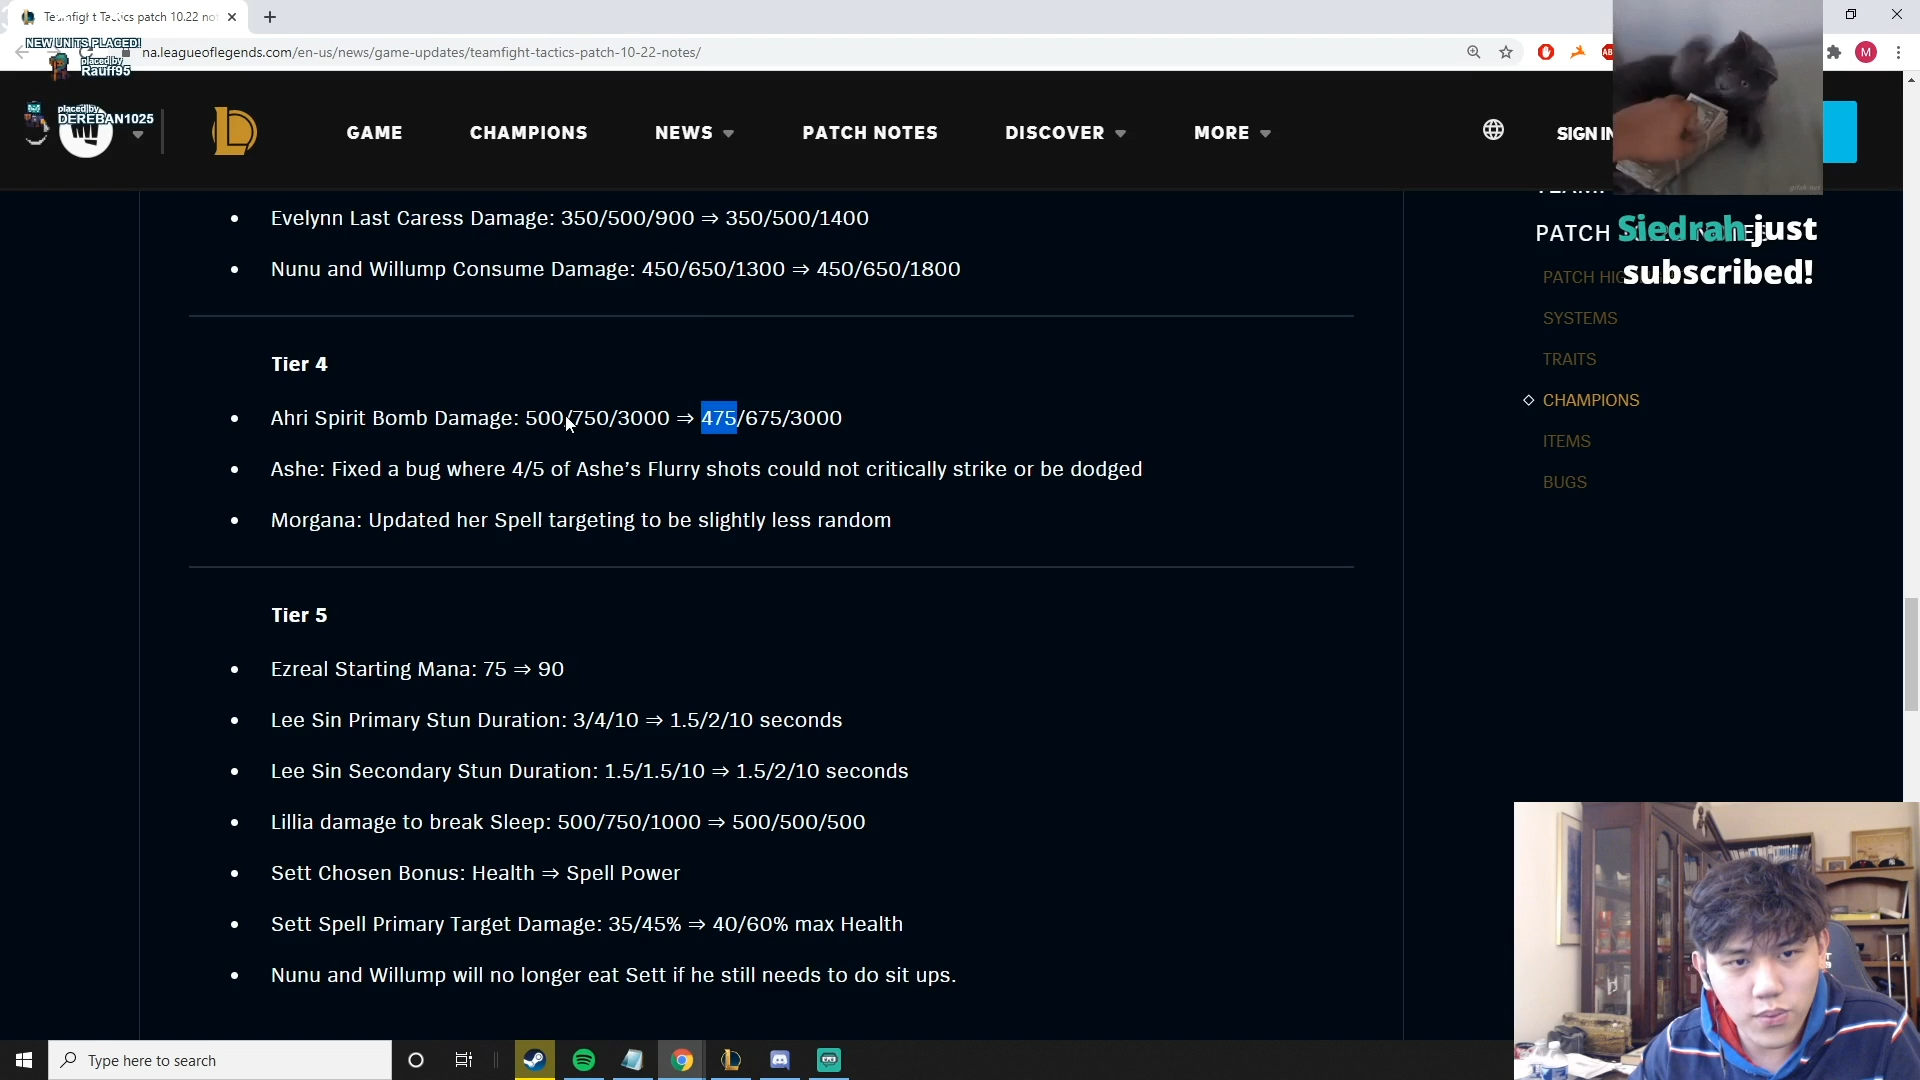 Teamfight Tactics patch 10.22 not
NEW UNITS PLACED!
placed by
Rauff95
na.leagueoflegends.com/en-us/news/game-updates/teamfight-tactics-patch-10-22-notes/
M
placed by
DEREBAN1025
GAME
CHAMPIONS
NEWS
PATCH NOTES
DISCOVER
MORE
SIGN IN
Siedrah just
subscribed!
PATCH
PATCH HIG
SYSTEMS
TRAITS
CHAMPIONS
ITEMS
BUGS
• Evelynn Last Caress Damage: 350/500/900 ⇒ 350/500/1400
• Nunu and Willump Consume Damage: 450/650/1300 ⇒ 450/650/1800
Tier 4
• Ahri Spirit Bomb Damage: 500/750/3000 ⇒ 475/675/3000
• Ashe: Fixed a bug where 4/5 of Ashe’s Flurry shots could not critically strike or be dodged
• Morgana: Updated her Spell targeting to be slightly less random
Tier 5
• Ezreal Starting Mana: 75 ⇒ 90
• Lee Sin Primary Stun Duration: 3/4/10 ⇒ 1.5/2/10 seconds
• Lee Sin Secondary Stun Duration: 1.5/1.5/10 ⇒ 1.5/2/10 seconds
• Lillia damage to break Sleep: 500/750/1000 ⇒ 500/500/500
• Sett Chosen Bonus: Health ⇒ Spell Power
• Sett Spell Primary Target Damage: 35/45% ⇒ 40/60% max Health
• Nunu and Willump will no longer eat Sett if he still needs to do sit ups.
Type here to search